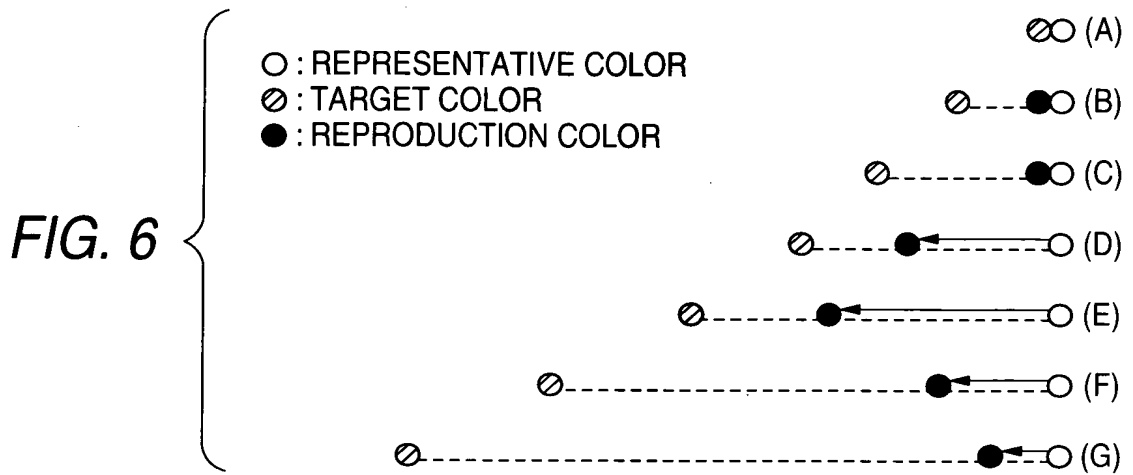 FIG. 6
○ : REPRESENTATIVE COLOR
⊘ : TARGET COLOR
● : REPRODUCTION COLOR
(A)
(B)
(C)
(D)
(E)
(F)
(G)